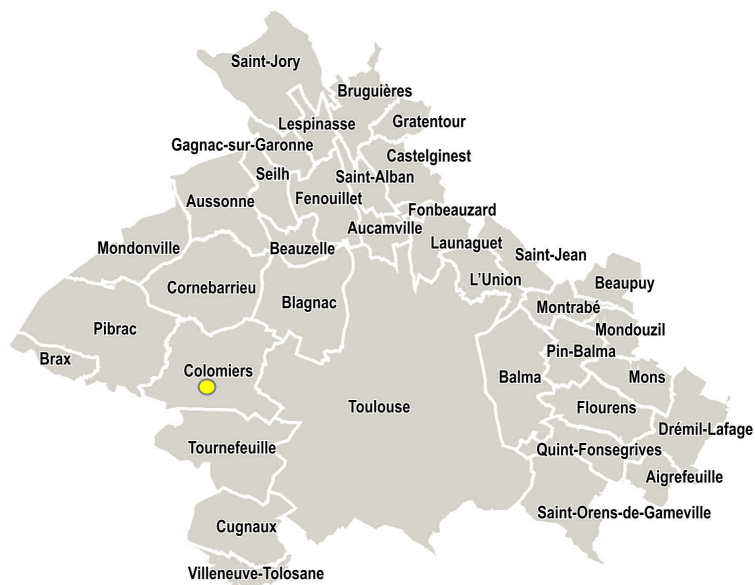 Saint-Jory
Bruguières
Lespinasse
Gratentour
Gagnac-sur-Garonne
Castelginest
Seilh
Saint-Alban
Aussonne
Fenouillet
Fonbeauzard
Aucamville
Mondonville
Beauzelle
Launaguet
Saint-Jean
L'Union
Beaupuy
Cornebarrieu
Blagnac
Montrabé
Pibrac
Mondouzil
Pin-Balma
Brax
Colomiers
Balma
Mons
Toulouse
Flourens
Drémil-Lafage
Tournefeuille
Quint-Fonsegrives
Aigrefeuille
Saint-Orens-de-Gameville
Cugnaux
Villeneuve-Tolosane